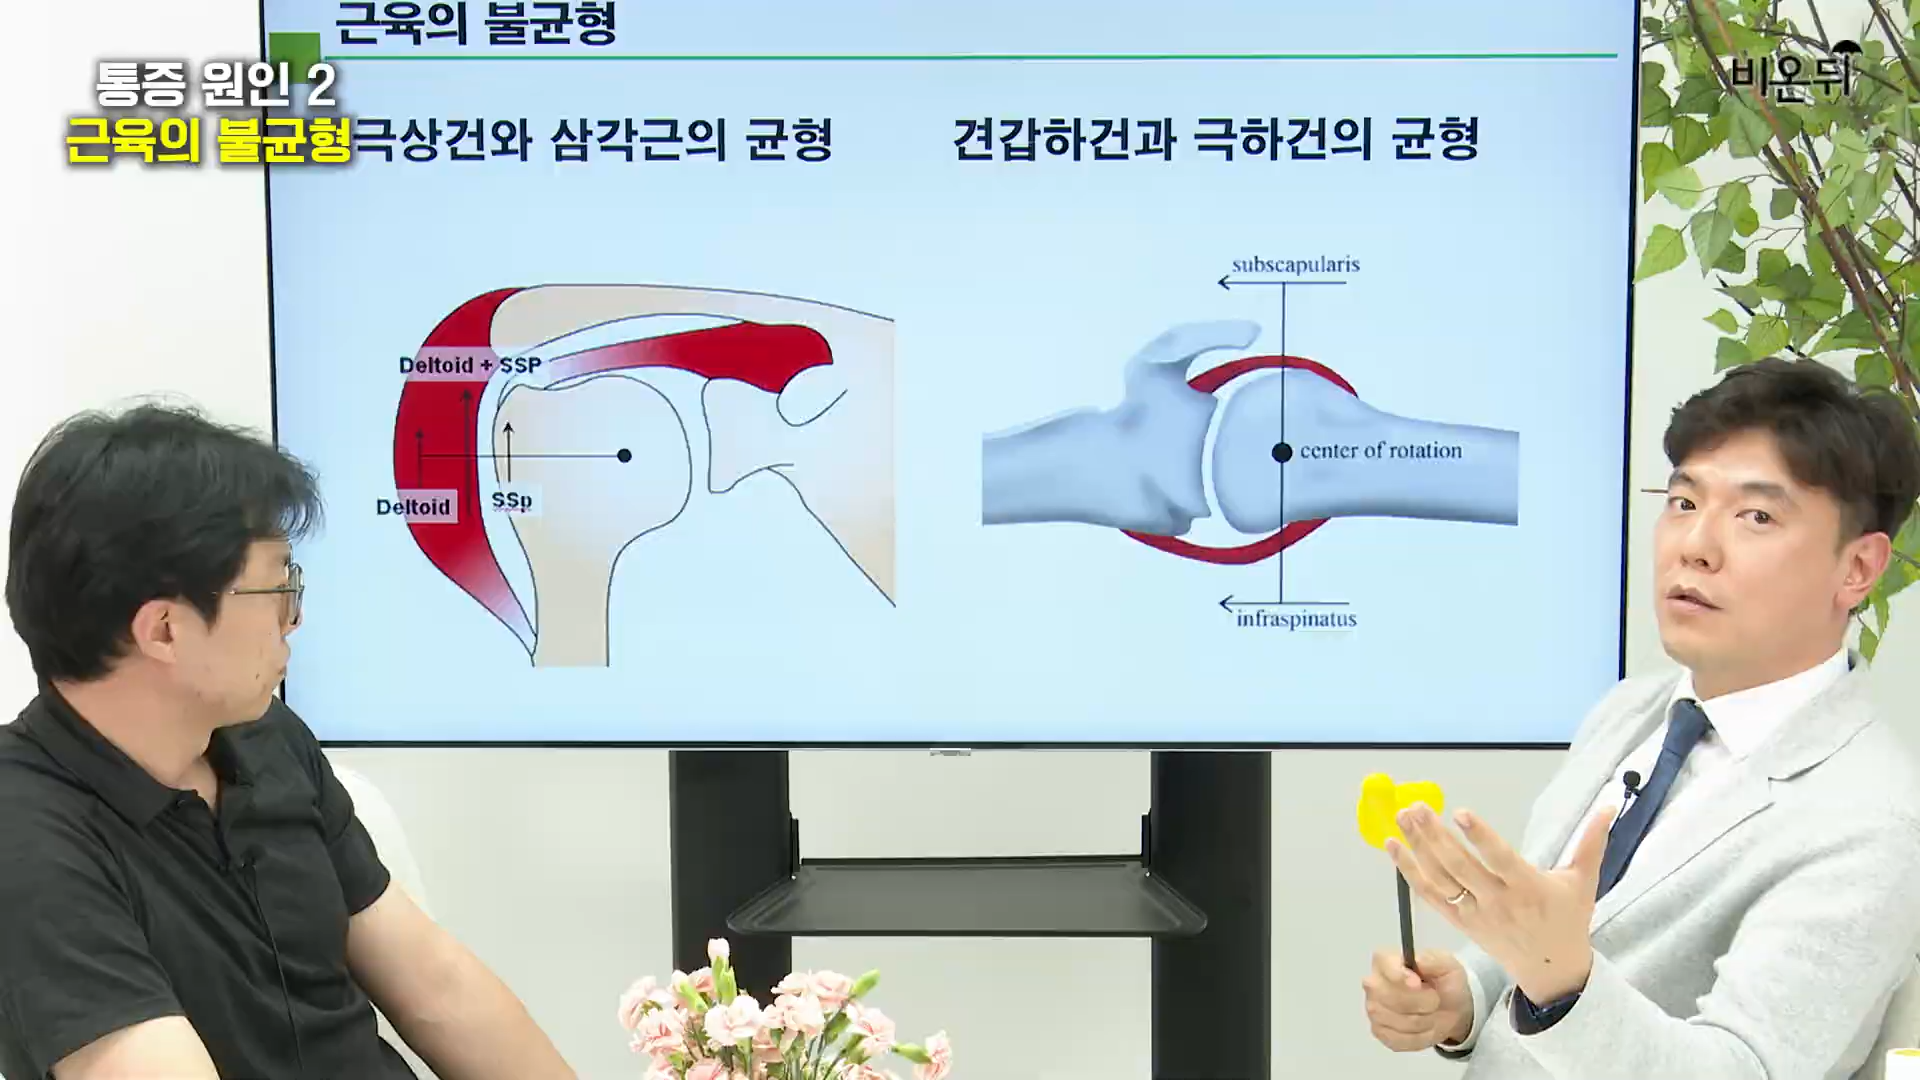 근육의 불균형
통증 원인 2
근육의 불균형
비온뒤
극상건와 삼각근의 균형
견갑하건과 극하건의 균형
Deltoid + SSP
Deltoid
SSp
subscapularis
center of rotation
infraspinatus